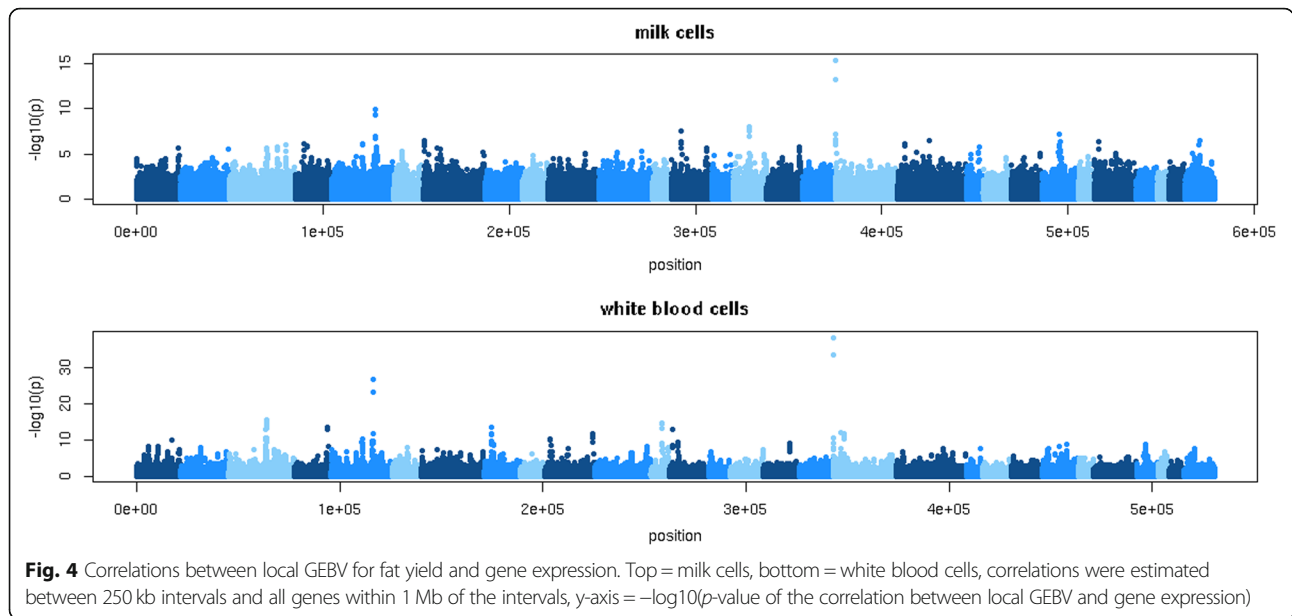 milk cells
15
10
5
0
-log10(p)
0e+00 1e+05 2e+05 3e+05 4e+05 5e+05 6e+05
position
white blood cells
30
20
10
0
-log10(p)
0e+00 1e+05 2e+05 3e+05 4e+05 5e+05
position
Fig. 4 Correlations between local GEBV for fat yield and gene expression. Top = milk cells, bottom = white blood cells, correlations were estimated
between 250 kb intervals and all genes within 1 Mb of the intervals, y-axis = −log10(p-value of the correlation between local GEBV and gene expression)